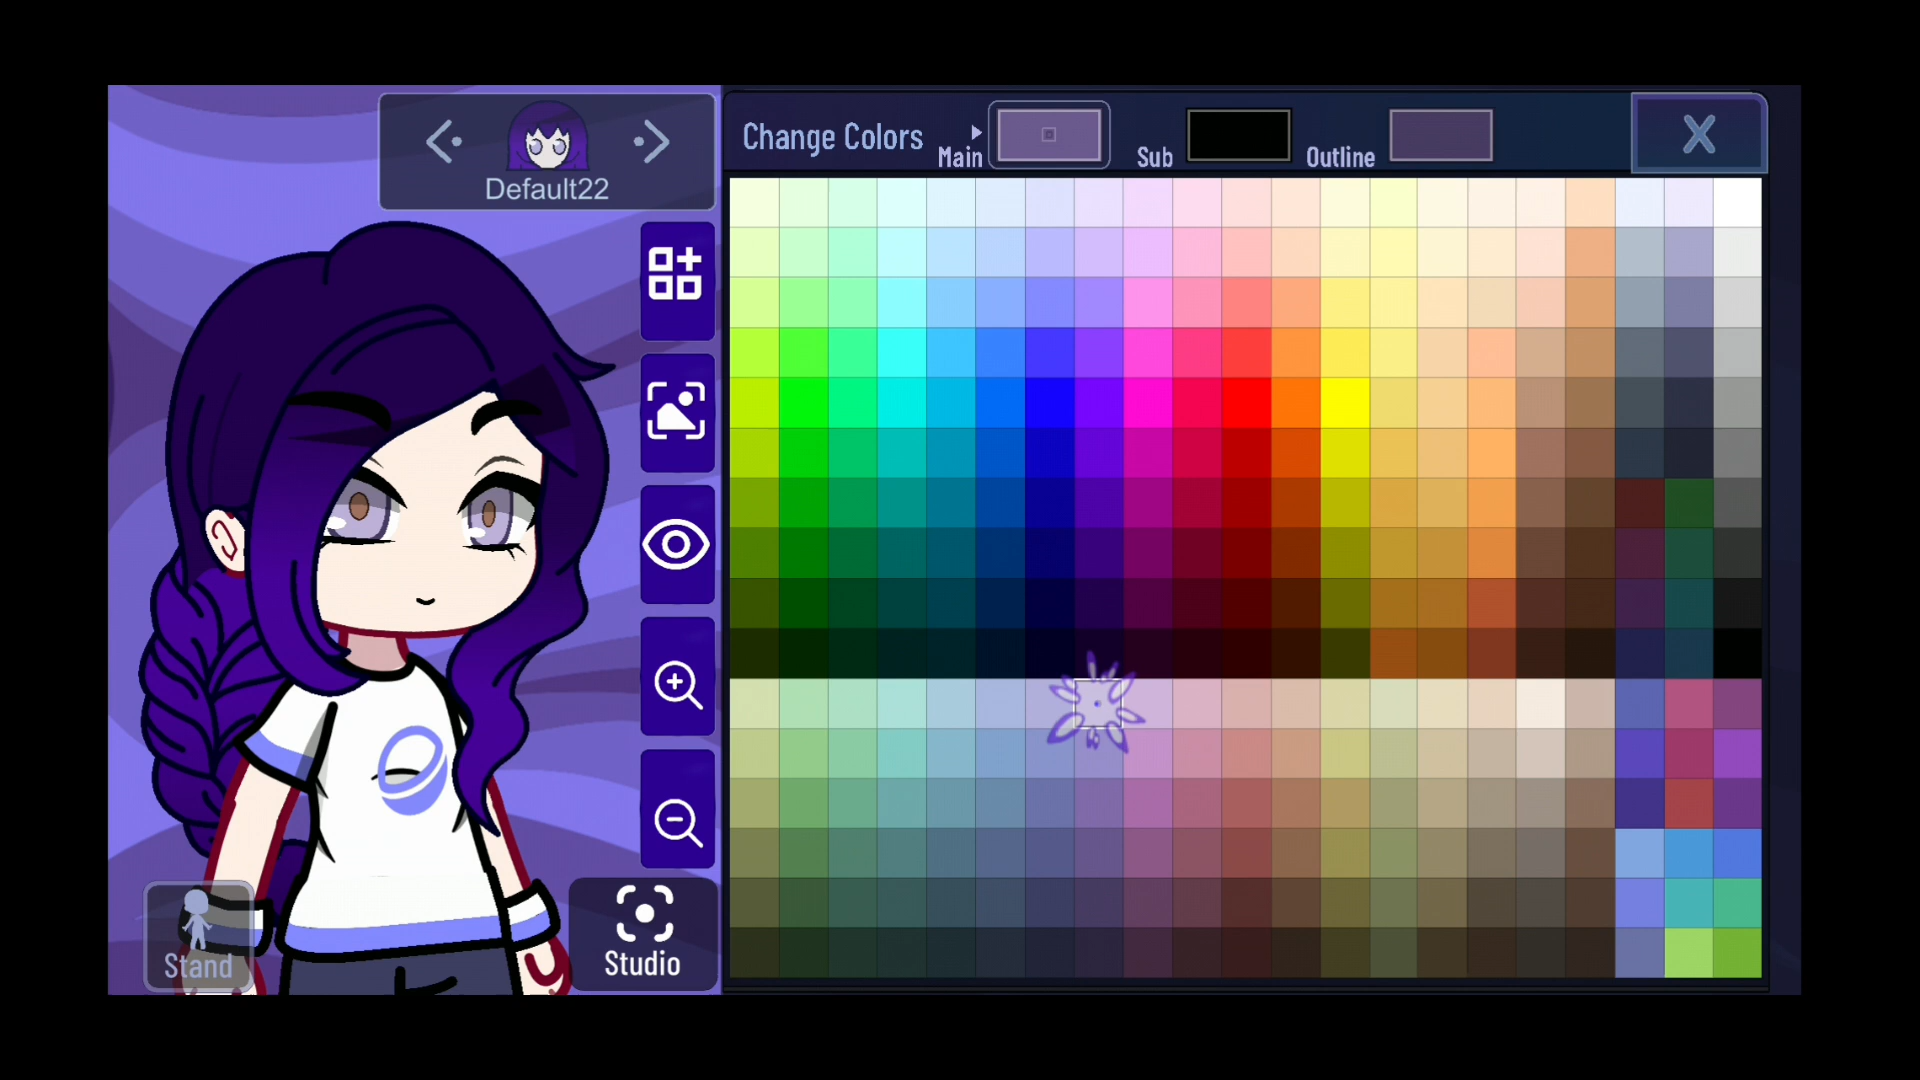 Default22
Change Colors
Main
Sub
Outline
X
Stand
Studio